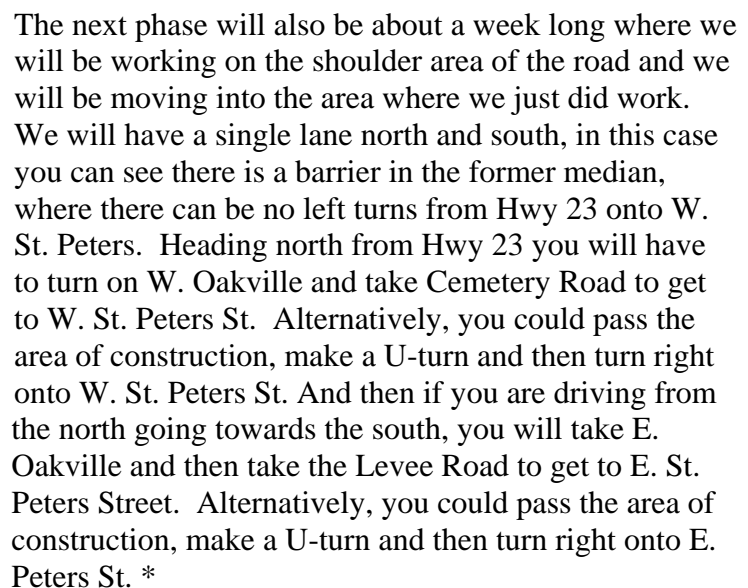 The next phase will also be about a week long where we
will be working on the shoulder area of the road and we
will be moving into the area where we just did work.
We will have a single lane north and south, in this case
you can see there is a barrier in the former median,
where there can be no left turns from Hwy 23 onto W.
St. Peters.  Heading north from Hwy 23 you will have
to turn on W. Oakville and take Cemetery Road to get
to W. St. Peters St.  Alternatively, you could pass the
area of construction, make a U-turn and then turn right
onto W. St. Peters St. And then if you are driving from
the north going towards the south, you will take E.
Oakville and then take the Levee Road to get to E. St.
Peters Street.  Alternatively, you could pass the area of
construction, make a U-turn and then turn right onto E.
Peters St. *